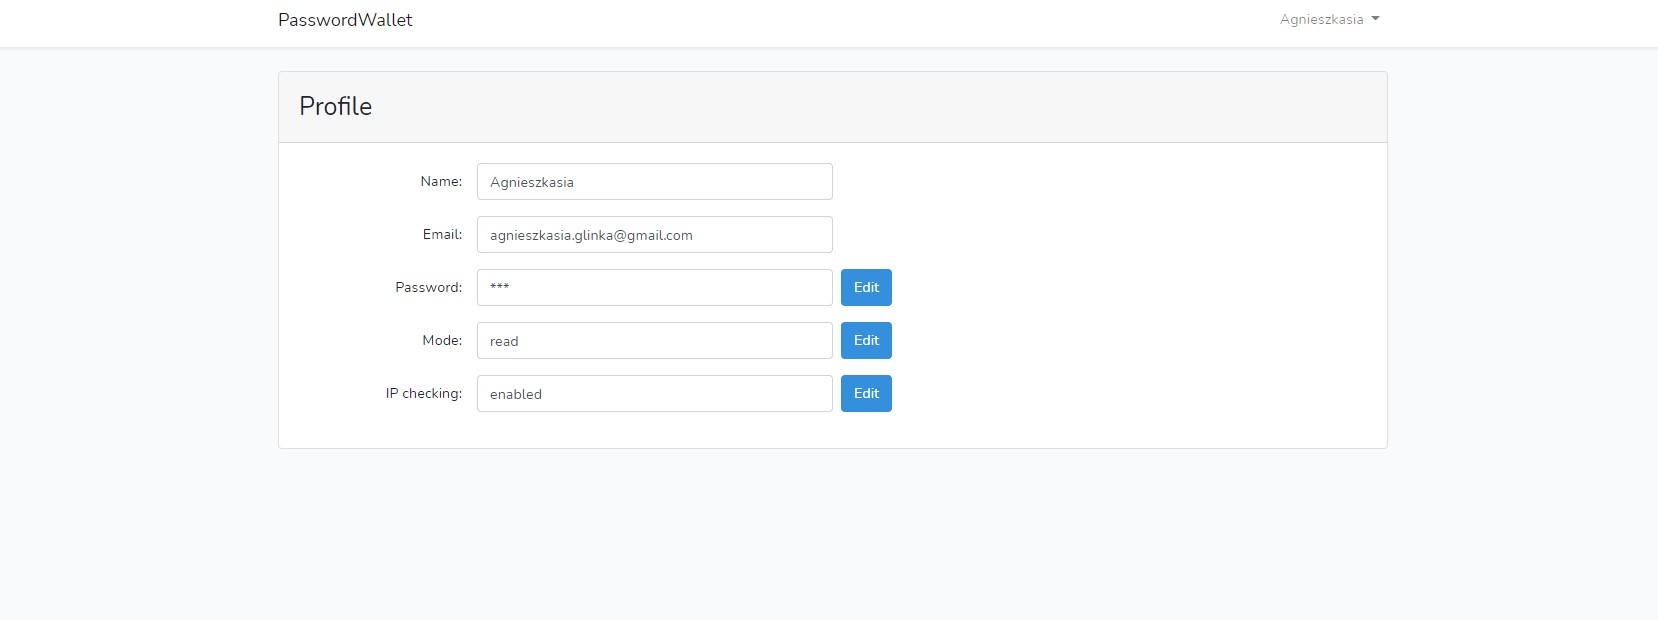 PasswordWallet Agnieszkasia
Profile
Name: Agnieszkasia
Email: agnieszkasia.glinka@gmail.com
Password: *** Edit
Mode: read Edit
IP checking: enabled Edit